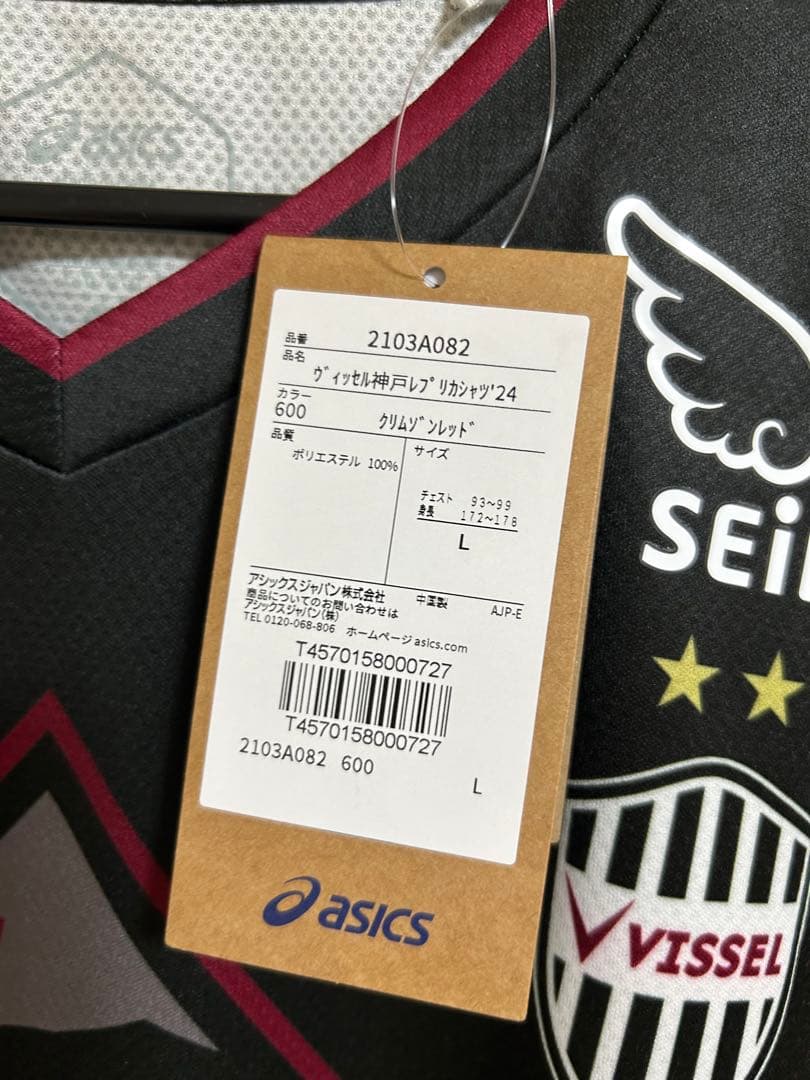 asics
品番 2103A082
品名
ヴィッセル神戸レプリカシャツ'24
カラー
600 クリムゾンレッド
品質
ポリエステル 100%
サイズ
チェスト 93~99
身長 172~178
L
アシックスジャパン株式会社 中国製 AJP-E
商品についてのお問い合わせは
アシックスジャパン(株)
TEL 0120-068-806 ホームページ asics.com
T4570158000727
T4570158000727
2103A082 600
L
asics
SEi
VISSEL